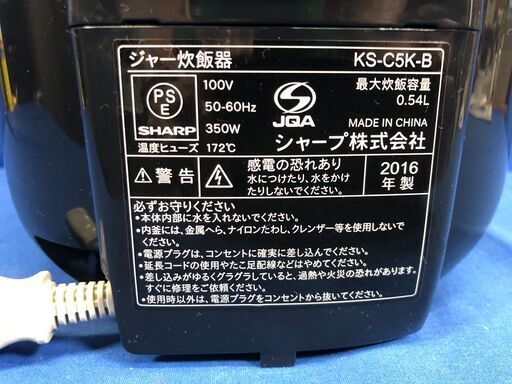 ジャー炊飯器 KS-C5K-B
PS
E
100V
50-60Hz
SHARP 350W
温度ヒューズ 172℃
JQA
最大炊飯容量
0.54L
MADE IN CHINA
シャープ株式会社
警告
感電の恐れあり
水につけたり、水をかけ
たりしないでください。
2016
年製
必ずお守りください
•本体内部に水を入れないでください。
•内釜には、金属へら、ナイロンたわし、クレンザー等を使用しない
でください。
•電源プラグは、コンセントに確実に差し込んでください。
•延長コードの使用やたこ足配線などはやめてください。
•差し込みがゆるくグラグラしていると、過熱や火災の恐れがあります。
すぐに修理をご依頼ください。
•使用時以外は、電源プラグをコンセントから抜いてください。